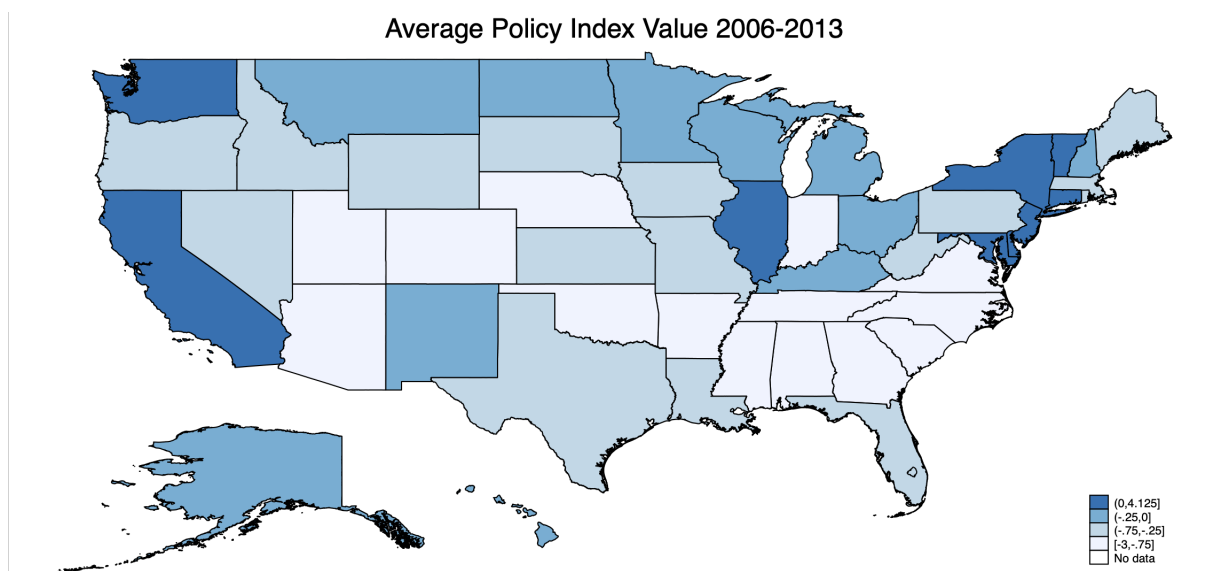 Average Policy Index Value 2006-2013
(0,4.125]
(-.25,0]
(-.75,-.25]
[-3,-.75]
No data